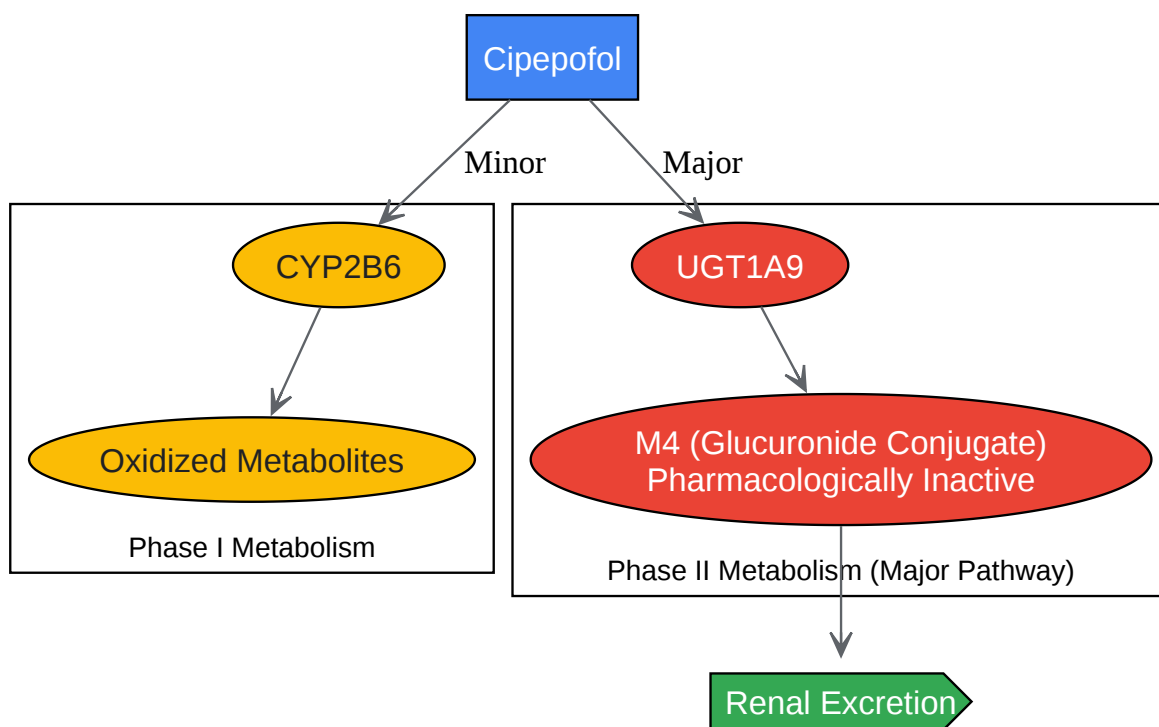 Cipepofol
Minor
Major
CYP2B6
UGT1A9
Oxidized Metabolites
M4 (Glucuronide Conjugate)
Pharmacologically Inactive
Phase I Metabolism
Phase II Metabolism (Major Pathway)
Renal Excretion